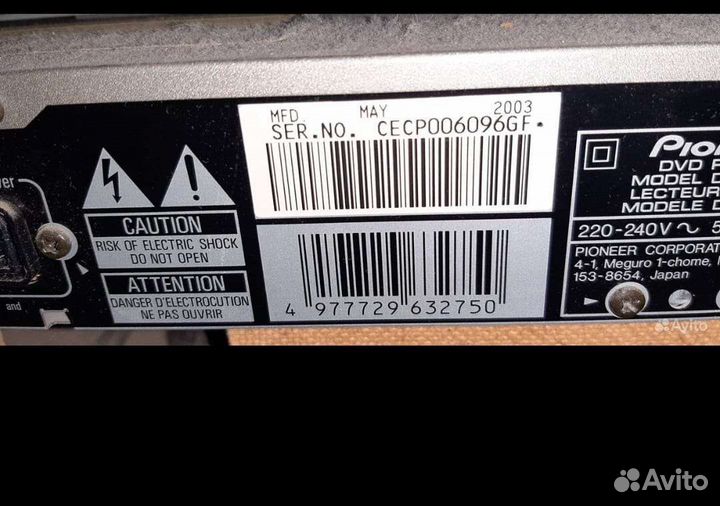 MFD. MAY 2003
SER.NO. CECP006096GF.
4 977729 632750
CAUTION
RISK OF ELECTRIC SHOCK
DO NOT OPEN
ATTENTION
DANGER D'ELECTROCUTION
NE PAS OUVRIR
and
DVD
MODEL
LECTEUR
MODELE
220-240V ~
PIONEER
4-1, Meguro 1-chome,
153-8654, Japan
Avito
Avito